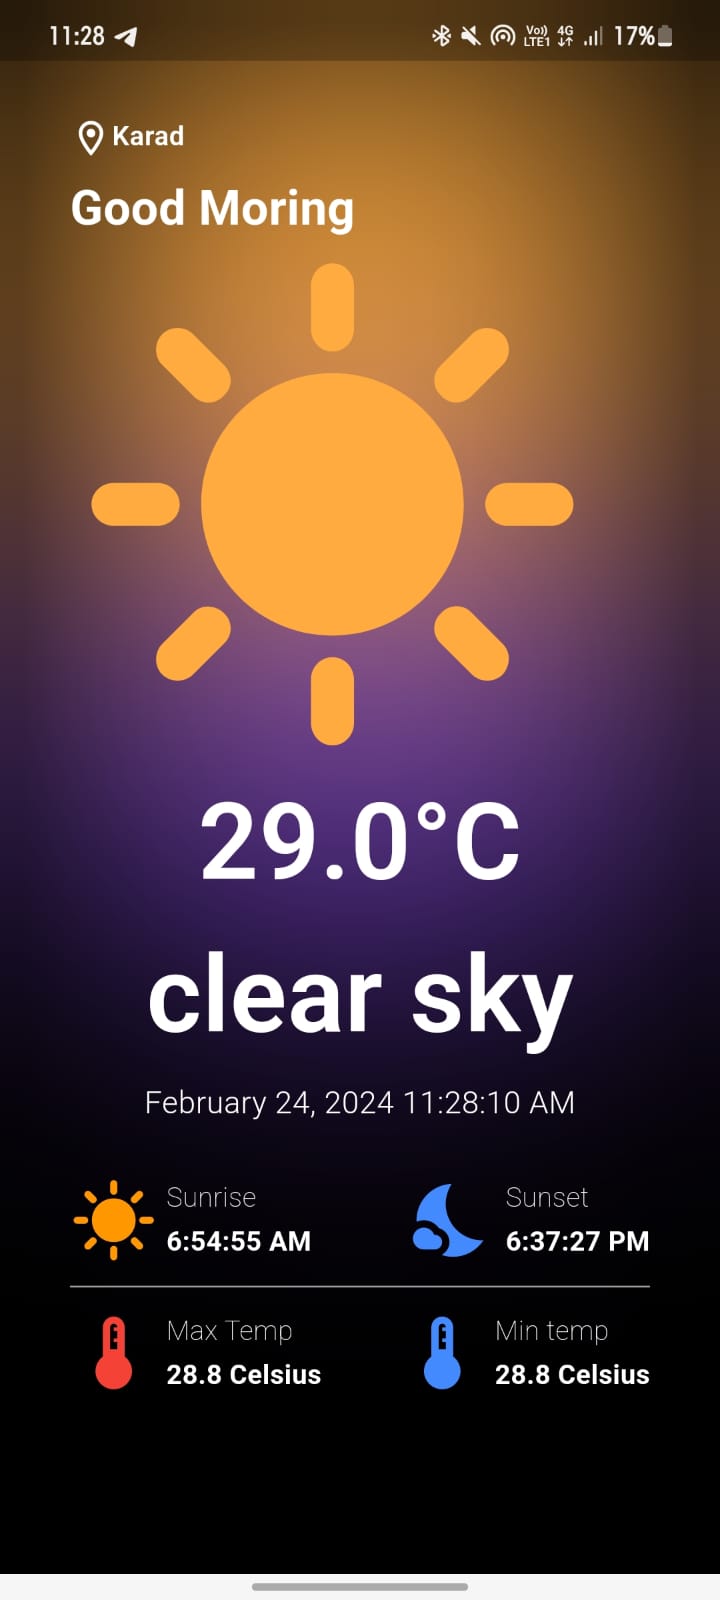 11:28 Vo)) LTE1 4G 17%
Karad
Good Moring
29.0°C
clear sky
February 24, 2024 11:28:10 AM
Sunrise Sunset
6:54:55 AM 6:37:27 PM
Max Temp Min temp
28.8 Celsius 28.8 Celsius